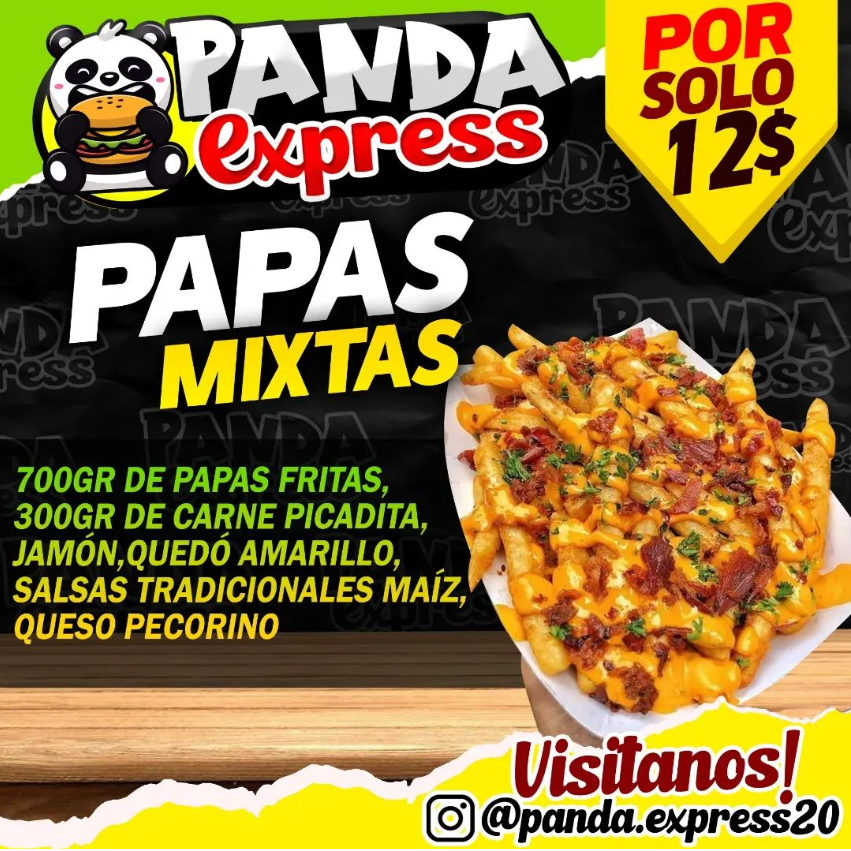 PANDA
express
POR
SOLO
12$
PAPAS
MIXTAS
700GR DE PAPAS FRITAS,
300GR DE CARNE PICADITA,
JAMÓN,QUEDÓ AMARILLO,
SALSAS TRADICIONALES MAÍZ,
QUESO PECORINO
Visitanos!
@panda.express20